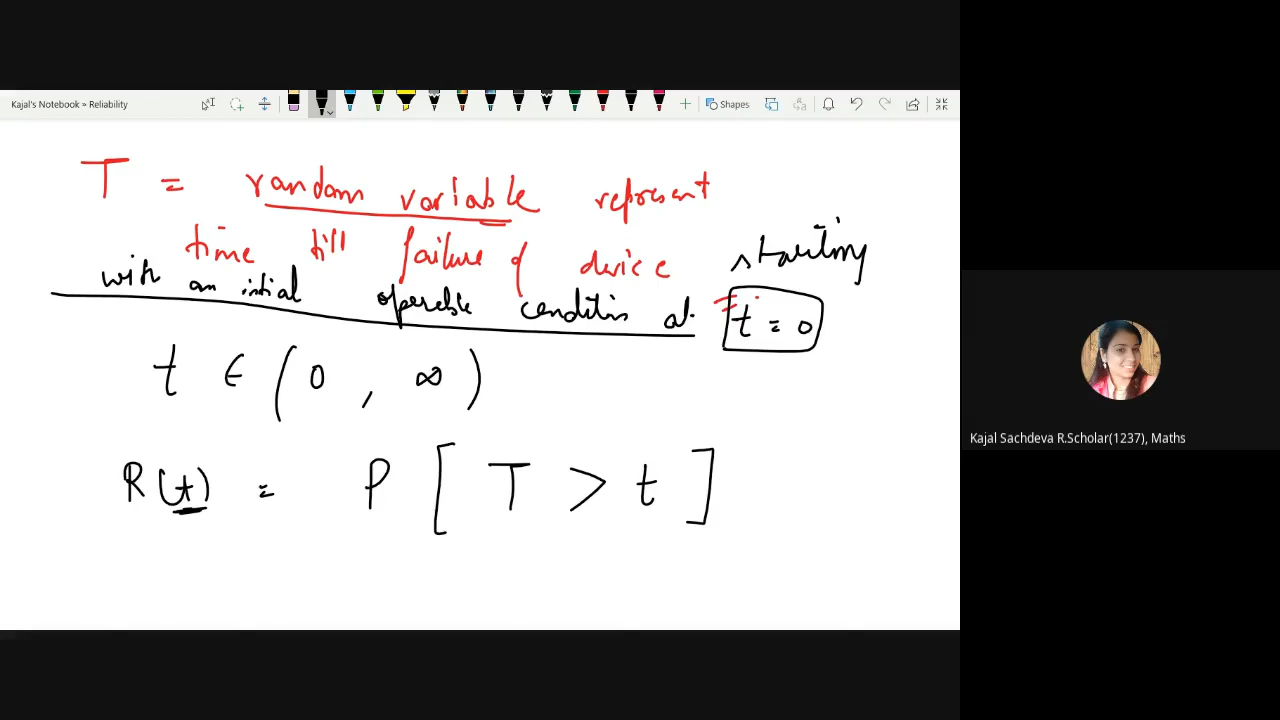 Kajal's Notebook » Reliability
Shapes
T = random variable represent
time till failure of device starting
with an intial operable condition at t = 0
t ∈ (0, ∞)
R(t) = P[T > t]
Kajal Sachdeva R.Scholar(1237), Maths